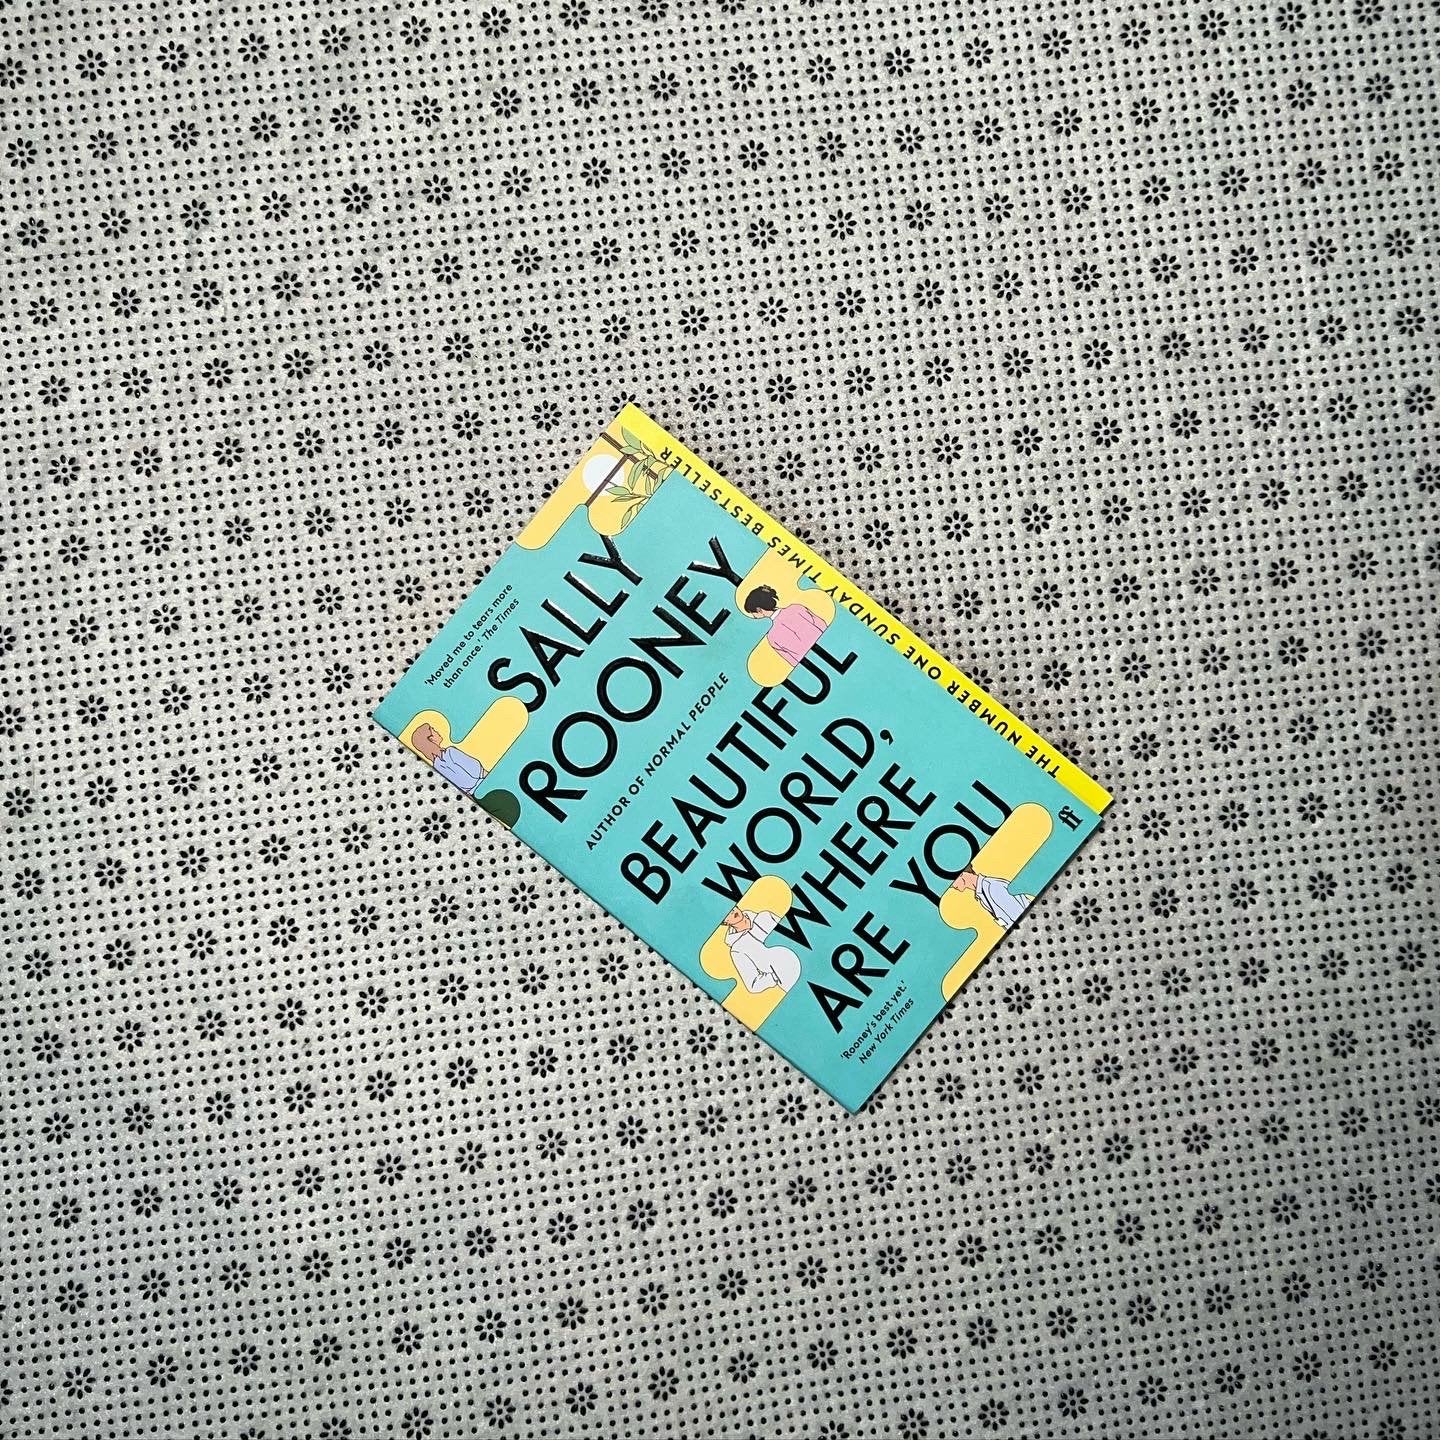 'Moved me to tears more
than once.' The Times
SALLY
ROONEY
AUTHOR OF NORMAL PEOPLE
BEAUTIFUL
WORLD,
WHERE
ARE YOU
'Rooney's best yet.'
New York Times
ff
THE NUMBER ONE SUNDAY TIMES BESTSELLER